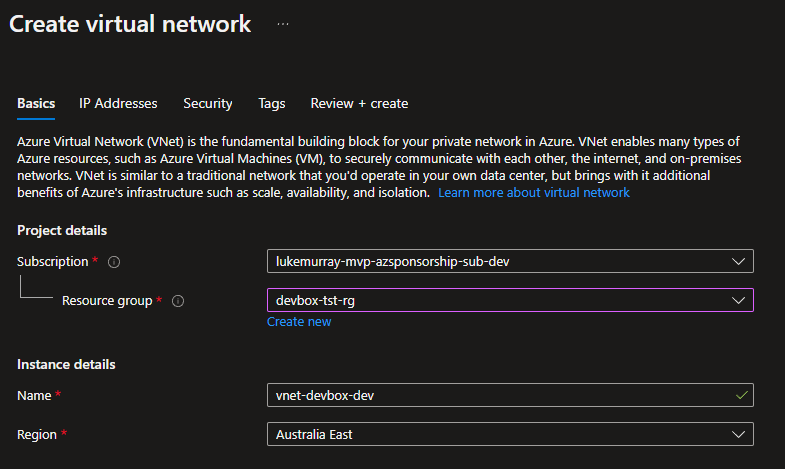 Create virtual network ...
Basics IP Addresses Security Tags Review + create
Azure Virtual Network (VNet) is the fundamental building block for your private network in Azure. VNet enables many types of
Azure resources, such as Azure Virtual Machines (VM), to securely communicate with each other, the internet, and on-premises
networks. VNet is similar to a traditional network that you'd operate in your own data center, but brings with it additional
benefits of Azure's infrastructure such as scale, availability, and isolation. Learn more about virtual network
Project details
Subscription * lukemurray-mvp-azsponsorship-sub-dev
Resource group * devbox-tst-rg
Create new
Instance details
Name * vnet-devbox-dev
Region * Australia East